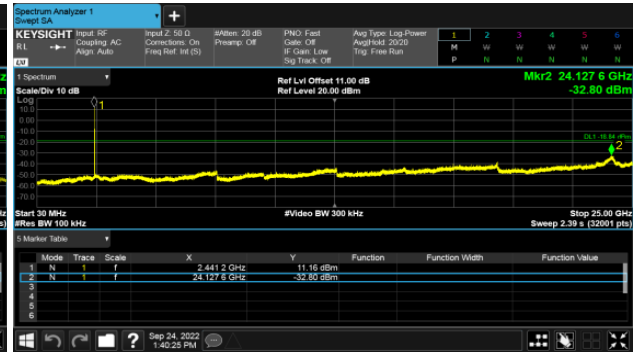 Spectrum Analyzer 1
Swept SA
+
KEYSIGHT Input: RF Input Z: 50 Ω #Atten: 20 dB PNO: Fast Avg Type: Log-Power 1 2 3 4 5 6
RL Coupling: AC Corrections: On Preamp: Off Gate: Off Avg|Hold: 20/20 M W W W W W
Align: Auto Freq Ref: Int (S) IF Gain: Low Trig: Free Run
LXI Sig Track: Off P N N N N N
1 Spectrum Ref Lvl Offset 11.00 dB Mkr2 24.127 6 GHz
Scale/Div 10 dB Ref Level 20.00 dBm -32.80 dBm
Log
10.0
0.00
-10.0
-20.0
-30.0
-40.0
-50.0
-60.0
-70.0
1
2
Start 30 MHz #Video BW 300 kHz Stop 25.00 GHz
#Res BW 100 kHz Sweep 2.39 s (32001 pts)
5 Marker Table
Mode Trace Scale X Y Function Function Width Function Value
1 N 1 f 2.441 2 GHz 11.16 dBm
2 N 1 f 24.127 6 GHz -32.80 dBm
3
4
5
6
? Sep 24, 2022
1:40:25 PM